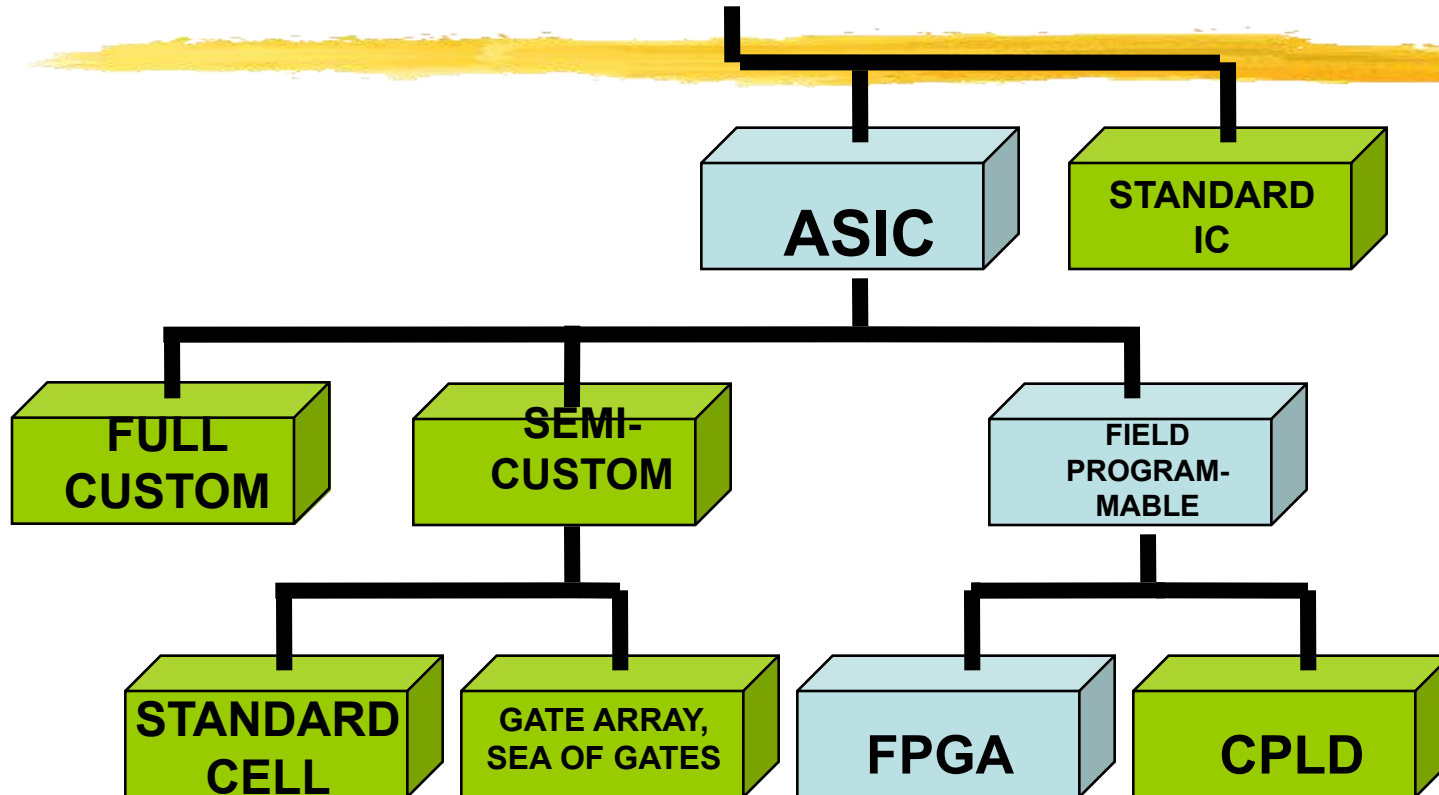 ASIC
STANDARD
IC
FULL
CUSTOM
SEMI-
CUSTOM
FIELD
PROGRAM-
MABLE
STANDARD
CELL
GATE ARRAY,
SEA OF GATES
FPGA
CPLD